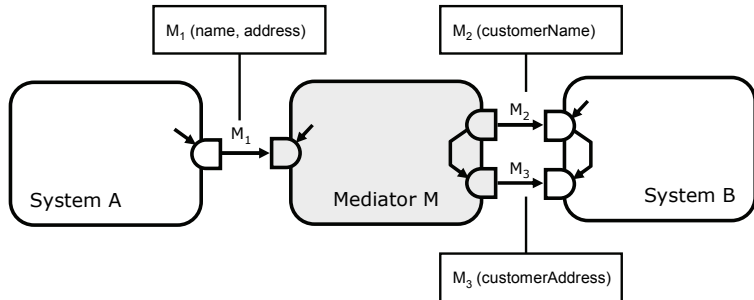 M₁ (name, address)
M₂ (customerName)
M₁
M₂
M₃
System A
Mediator M
System B
M₃ (customerAddress)